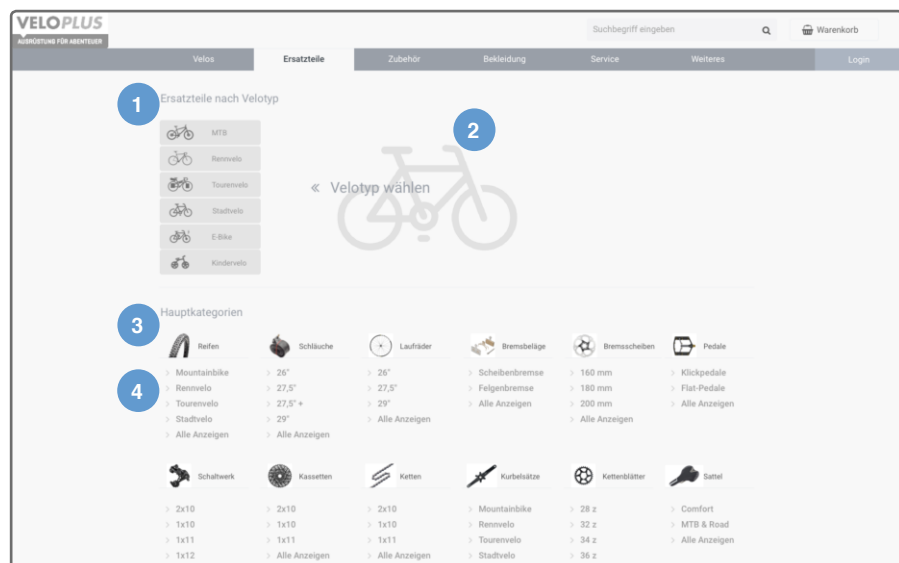 VELOPLUS
AUSRÜSTUNG FÜR ABENTEUER
Suchbegriff eingeben
Warenkorb
Velos Ersatzteile Zubehör Bekleidung Service Weiteres Login
1 Ersatzteile nach Velotyp
2
MTB
Rennvelo
Tourenvelo
Stadtvelo
E-Bike
Kindervelo
« Velotyp wählen
Hauptkategorien
3
Reifen Schläuche Laufräder Bremsbeläge Bremsscheiben Pedale
4
> Mountainbike > 26" > 26" > Scheibenbremse > 160 mm > Klickpedale
> Rennvelo > 27,5" > 27,5" > Felgenbremse > 180 mm > Flat-Pedale
> Tourenvelo > 27,5" + > 29" > Alle Anzeigen > 200 mm > Alle Anzeigen
> Stadtvelo > 29" > Alle Anzeigen > Alle Anzeigen
> Alle Anzeigen > Alle Anzeigen
Schaltwerk Kassetten Ketten Kurbelsätze Kettenblätter Sattel
> 2x10 > 2x10 > 2x10 > Mountainbike > 28 z > Comfort
> 1x10 > 1x10 > 1x10 > Rennvelo > 32 z > MTB & Road
> 1x11 > 1x11 > 1x11 > Tourenvelo > 34 z > Alle Anzeigen
> 1x12 > Alle Anzeigen > Alle Anzeigen > Stadtvelo > 36 z